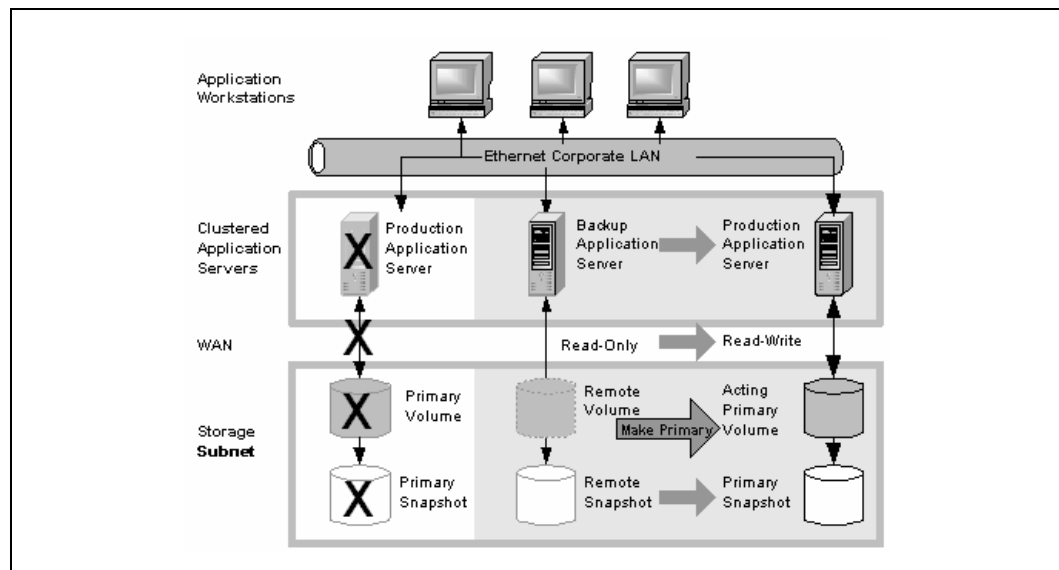 Application
Workstations
Ethernet Corporate LAN
Clustered
Application
Servers
X
Production
Application
Server
Backup
Application
Server
Production
Application
Server
WAN
X
Read-Only
Read-Write
Storage
Subnet
X
Primary
Volume
Remote
Volume
Make Primary
Acting
Primary
Volume
X
Primary
Snapshot
Remote
Snapshot
Primary
Snapshot